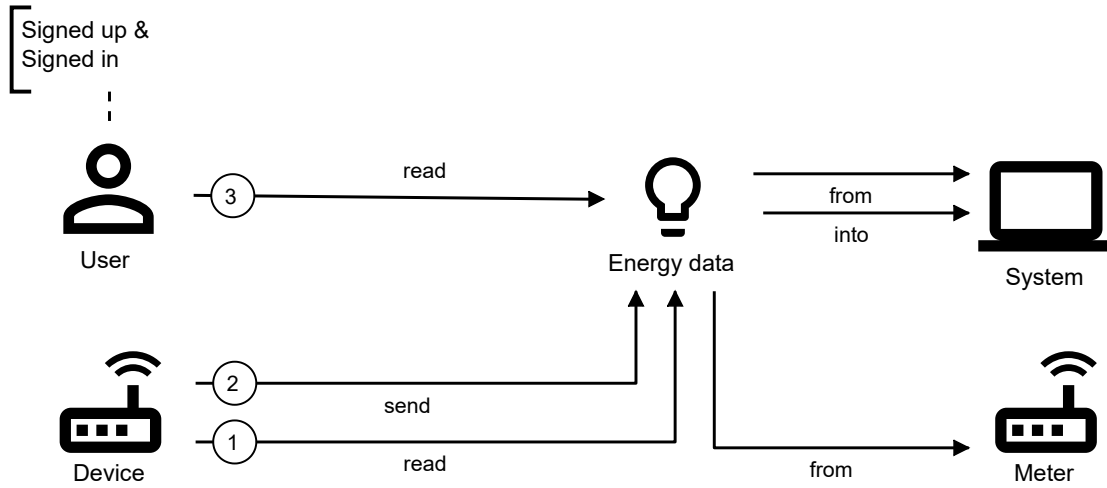 Signed up &
Signed in
User
3
read
Energy data
from
into
System
Device
2
send
1
read
from
Meter